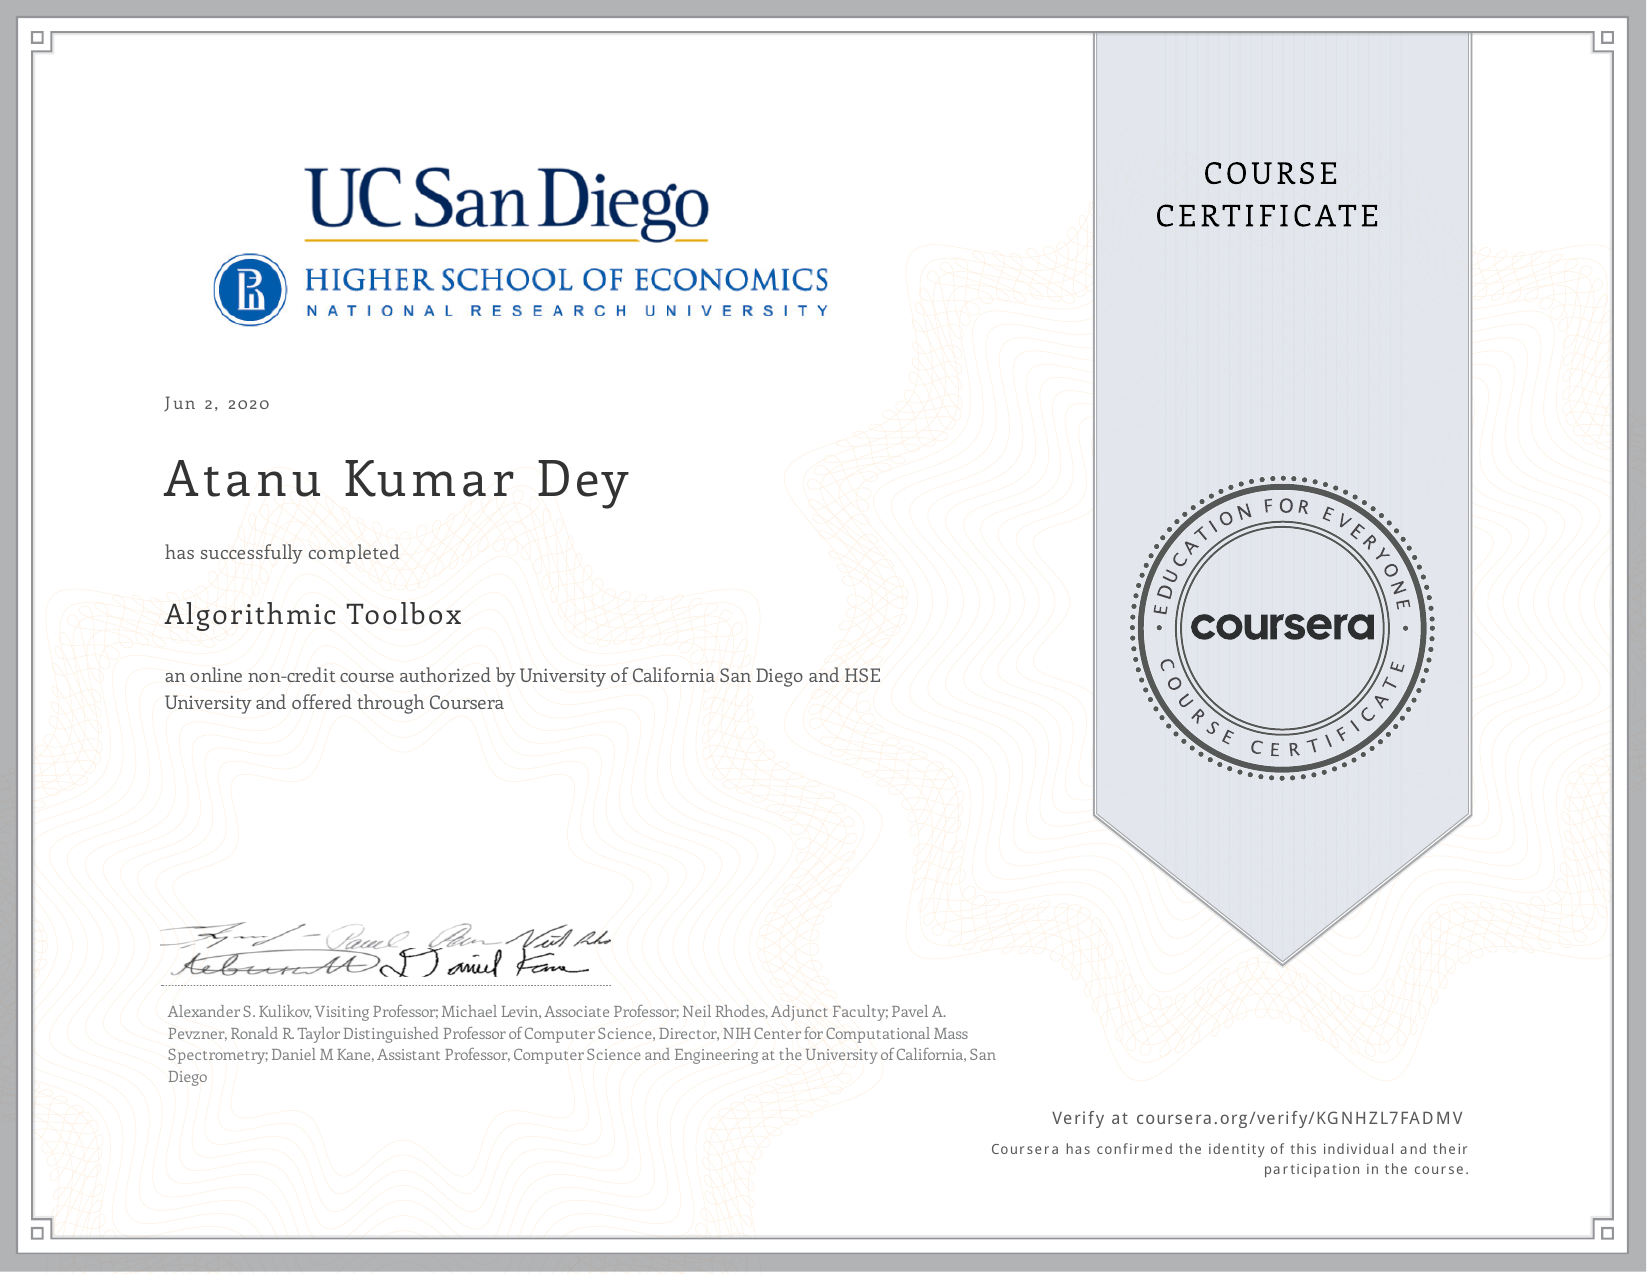 UC San Diego
HIGHER SCHOOL OF ECONOMICS
NATIONAL RESEARCH UNIVERSITY
COURSE
CERTIFICATE
Jun 2, 2020
Atanu Kumar Dey
has successfully completed
Algorithmic Toolbox
an online non-credit course authorized by University of California San Diego and HSE
University and offered through Coursera
EDUCATION FOR EVERYONE
coursera
COURSE CERTIFICATE
Daniel Kane
Alexander S. Kulikov, Visiting Professor; Michael Levin, Associate Professor; Neil Rhodes, Adjunct Faculty; Pavel A.
Pevzner, Ronald R. Taylor Distinguished Professor of Computer Science, Director, NIH Center for Computational Mass
Spectrometry; Daniel M Kane, Assistant Professor, Computer Science and Engineering at the University of California, San
Diego
Verify at coursera.org/verify/KGNHZL7FADMV
Coursera has confirmed the identity of this individual and their
participation in the course.